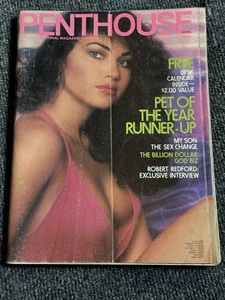 PENTHOUSE
FREE
DESK
CALENDAR
INSIDE—
$2.00 VALUE
PET OF
THE YEAR
RUNNER-UP
MY SON
THE SEX CHANGE
THE BILLION DOLLAR
GOD BIZ
ROBERT REDFORD:
EXCLUSIVE INTERVIEW